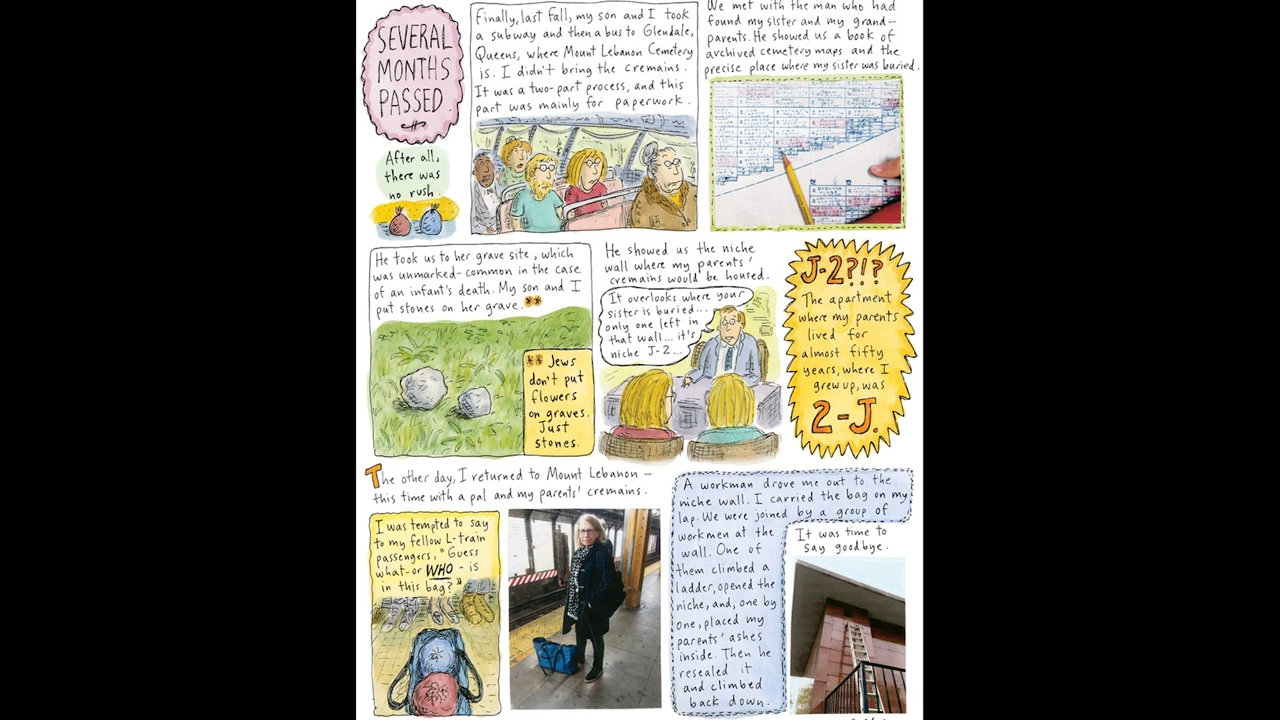 SEVERAL
MONTHS
PASSED.
After all,
there was
no rush.
Finally, last fall, my son and I took
a subway and then a bus to Glendale,
Queens, where Mount Lebanon Cemetery
is. I didn't bring the cremains.
It was a two-part process, and this
part was mainly for paperwork.
We met with the man who had
found my sister and my grand-
parents. He showed us a book of
archived cemetery maps and the
precise place where my sister was buried.
He took us to her grave site, which
was unmarked-common in the case
of an infant's death. My son and I
put stones on her grave.**
** Jews
don't put
flowers
on graves.
Just
stones.
He showed us the niche
wall where my parents'
cremains would be housed.
It overlooks where your
sister is buried...
only one left in
that wall... it's
niche J-2...
J-2?!?
The apartment
where my parents
lived for
almost fifty
years, where I
grew up, was
2-J.
The other day, I returned to Mount Lebanon -
this time with a pal and my parents' cremains.
I was tempted to say
to my fellow L-train
passengers, "Guess
what-or WHO - is
in this bag?"
A workman drove me out to the
niche wall. I carried the bag on my
lap. We were joined by a group of
workmen at the
wall. One of
them climbed a
ladder, opened the
niche, and, one by
one, placed my
parents' ashes
inside. Then he
resealed it
and climbed
back down.
It was time to
say goodbye.